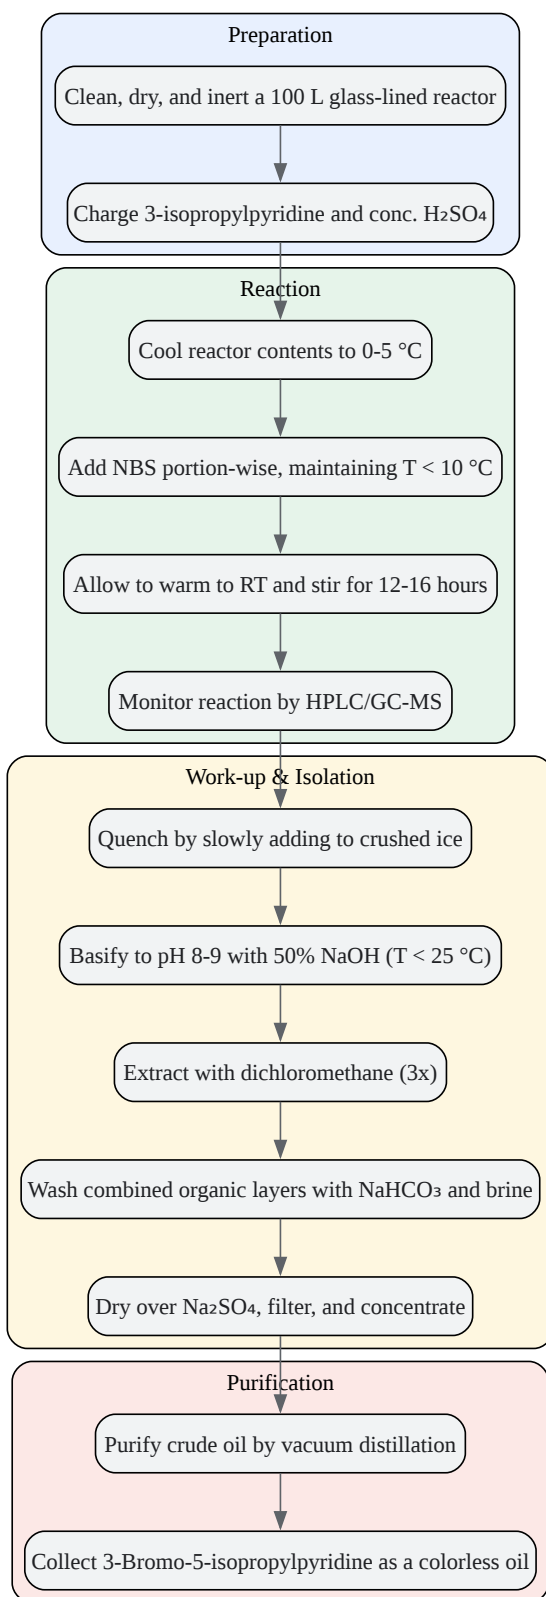 Preparation
Clean, dry, and inert a 100 L glass-lined reactor
Charge 3-isopropylpyridine and conc. H₂SO₄
Reaction
Cool reactor contents to 0-5 °C
Add NBS portion-wise, maintaining T < 10 °C
Allow to warm to RT and stir for 12-16 hours
Monitor reaction by HPLC/GC-MS
Work-up & Isolation
Quench by slowly adding to crushed ice
Basify to pH 8-9 with 50% NaOH (T < 25 °C)
Extract with dichloromethane (3x)
Wash combined organic layers with NaHCO₃ and brine
Dry over Na₂SO₄, filter, and concentrate
Purification
Purify crude oil by vacuum distillation
Collect 3-Bromo-5-isopropylpyridine as a colorless oil